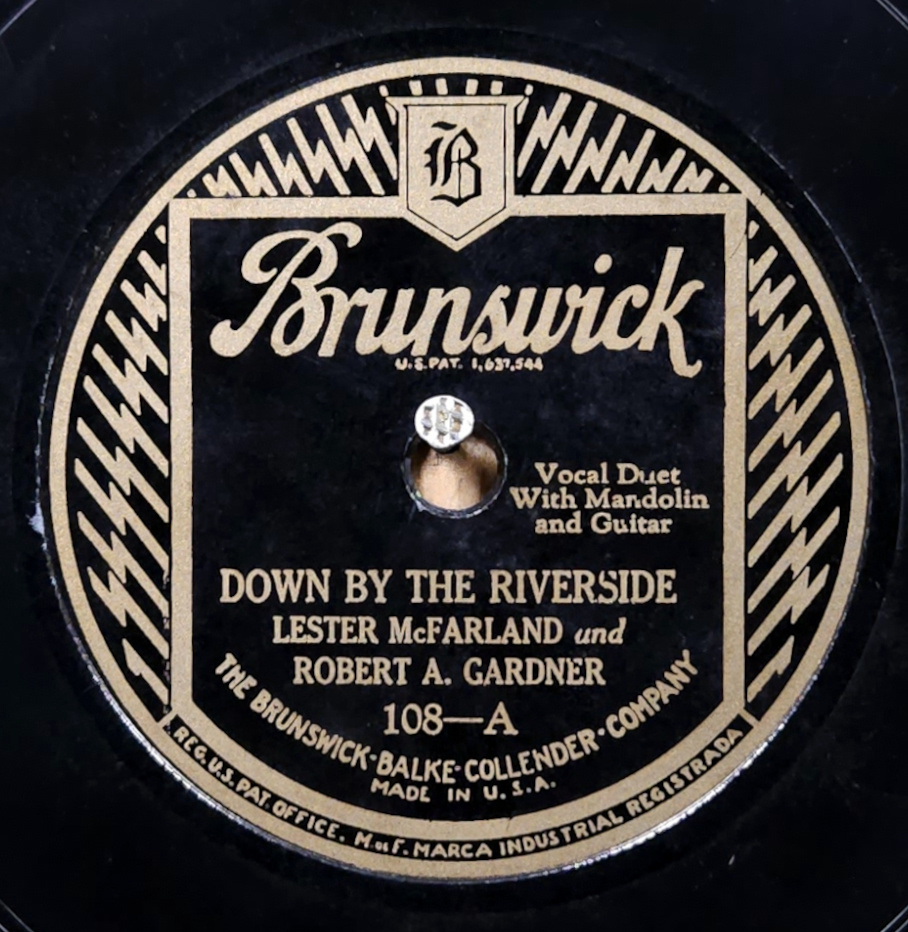 B
Brunswick
U.S. PAT. 1,637,544
Vocal Duet
With Mandolin
and Guitar
DOWN BY THE RIVERSIDE
LESTER McFARLAND und
ROBERT A. GARDNER
108—A
THE BRUNSWICK·BALKE·COLLENDER·COMPANY
MADE IN U.S.A.
REG. U.S. PAT. OFFICE. M. DE F. MARCA INDUSTRIAL REGISTRADA